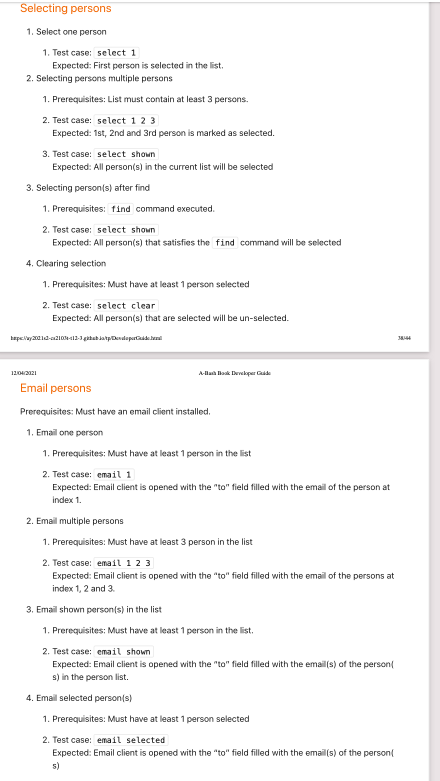 Selecting persons
1. Select one person
1. Test case: select 1
Expected: First person is selected in the list.
2. Selecting persons multiple persons
1. Prerequisites: List must contain at least 3 persons.
2. Test case: select 1 2 3
Expected: 1st, 2nd and 3rd person is marked as selected.
3. Test case: select shown
Expected: All person(s) in the current list will be selected
3. Selecting person(s) after find
1. Prerequisites: find command executed.
2. Test case: select shown
Expected: All person(s) that satisfies the find command will be selected
4. Clearing selection
1. Prerequisites: Must have at least 1 person selected
2. Test case: select clear
Expected: All person(s) that are selected will be un-selected.
https://ay2021s2-cs2103t-t12-3.github.io/tp/DeveloperGuide.html 38/44
12/04/2021 A-Bash Book Developer Guide
Email persons
Prerequisites: Must have an email client installed.
1. Email one person
1. Prerequisites: Must have at least 1 person in the list
2. Test case: email 1
Expected: Email client is opened with the “to” field filled with the email of the person at
index 1.
2. Email multiple persons
1. Prerequisites: Must have at least 3 person in the list
2. Test case: email 1 2 3
Expected: Email client is opened with the “to” field filled with the email of the persons at
index 1, 2 and 3.
3. Email shown person(s) in the list
1. Prerequisites: Must have at least 1 person in the list.
2. Test case: email shown
Expected: Email client is opened with the “to” field filled with the email(s) of the person(
s) in the person list.
4. Email selected person(s)
1. Prerequisites: Must have at least 1 person selected
2. Test case: email selected
Expected: Email client is opened with the “to” field filled with the email(s) of the person(
s)